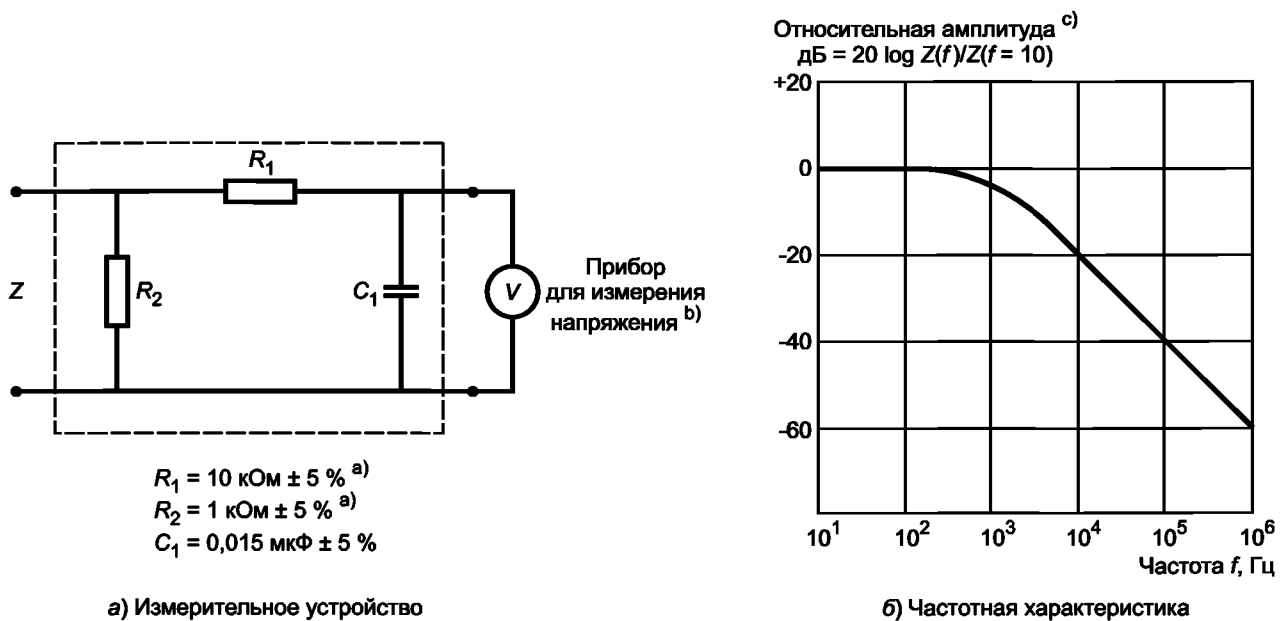 Z
R1
R2
C1
V
Прибор
для измерения
напряжения b)
R1 = 10 кОм ± 5 % a)
R2 = 1 кОм ± 5 % a)
C1 = 0,015 мкФ ± 5 %
а) Измерительное устройство
Относительная амплитуда c)
дБ = 20 log Z(f)/Z(f = 10)
+20
0
-20
-40
-60
10^1 10^2 10^3 10^4 10^5 10^6
Частота f, Гц
б) Частотная характеристика